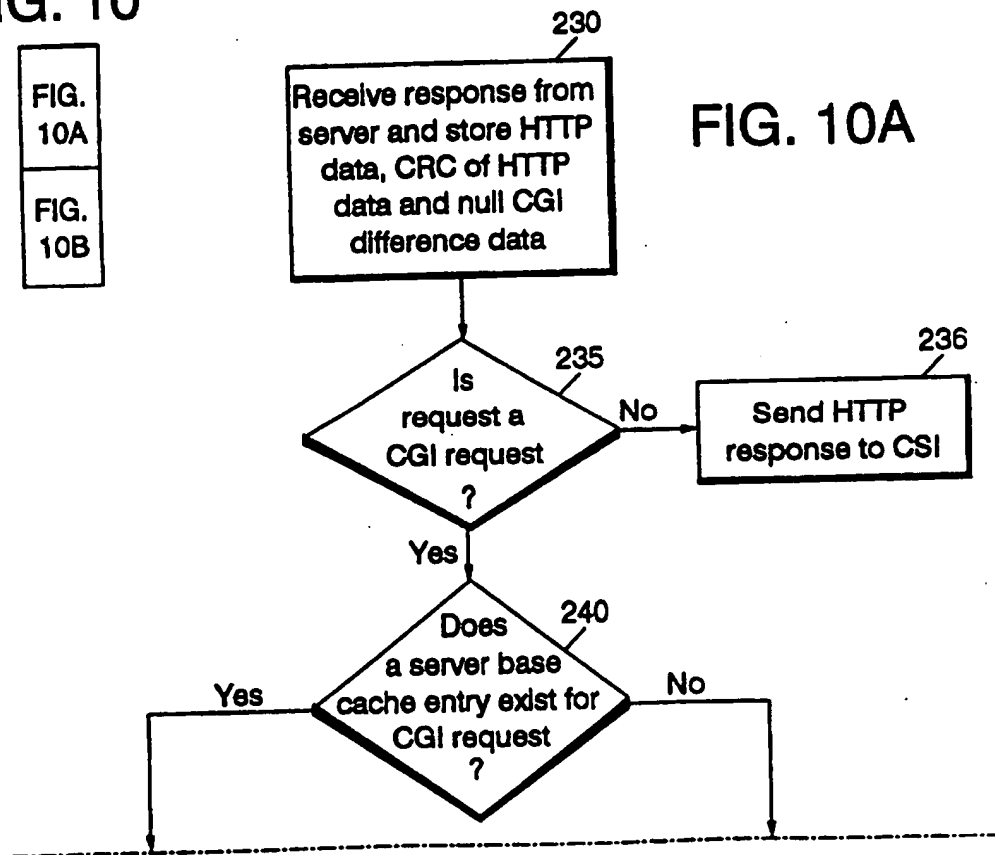 FIG. 10
FIG.
10A
FIG.
10B
FIG. 10A
230
Receive response from
server and store HTTP
data, CRC of HTTP
data and null CGI
difference data
235
Is
request a
CGI request
?
No
236
Send HTTP
response to CSI
Yes
240
Does
a server base
cache entry exist for
CGI request
?
Yes
No